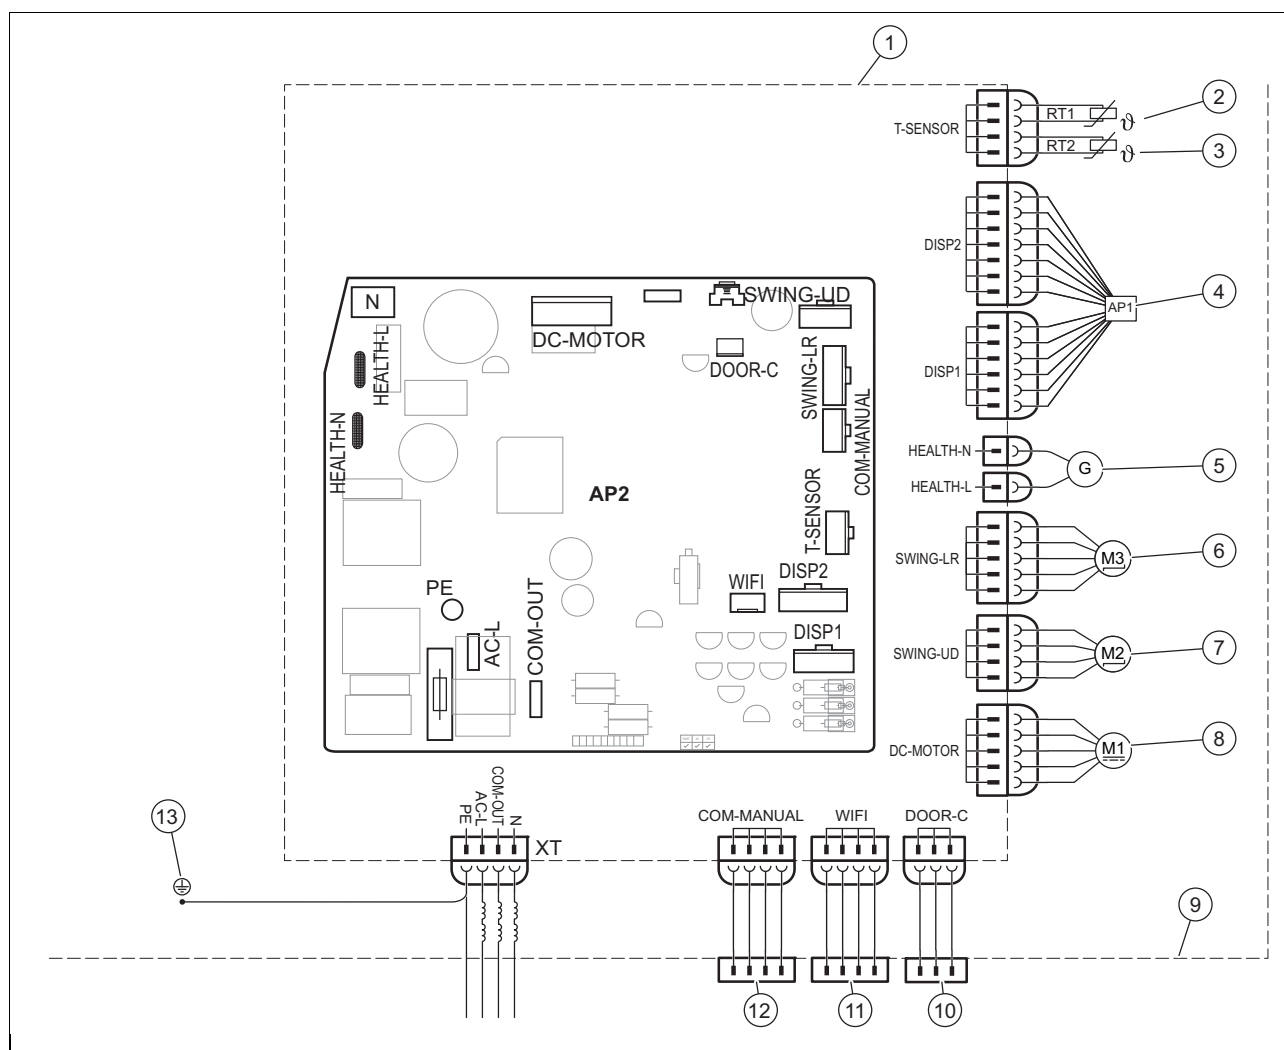 1
2
T-SENSOR
RT1
ϑ
RT2
ϑ
3
DISP2
4
AP1
DISP1
N
SWING-UD
DC-MOTOR
DOOR-C
SWING-LR
HEALTH-L
COM-MANUAL
HEALTH-N
AP2
T-SENSOR
WIFI
DISP2
PE
AC-L
COM-OUT
DISP1
HEALTH-N
G
5
HEALTH-L
SWING-LR
M3
6
SWING-UD
M2
7
DC-MOTOR
M1
8
PE
AC-L
COM-OUT
N
XT
COM-MANUAL
WIFI
DOOR-C
13
9
12
11
10